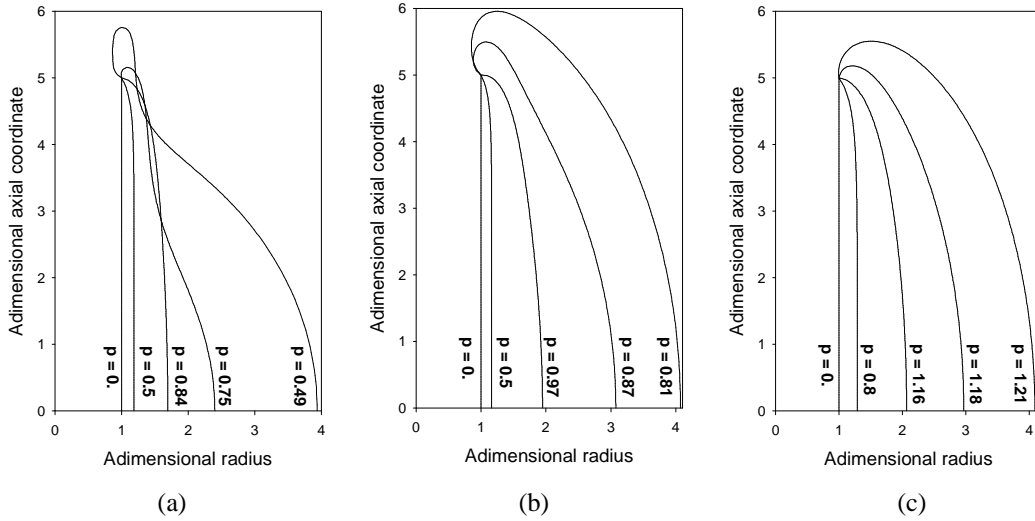 6
5
4
3
2
1
0
Adimensional axial coordinate
p = 0.
p = 0.5
p = 0.84
p = 0.75
p = 0.49
0 1 2 3 4
Adimensional radius
(a)
6
5
4
3
2
1
0
Adimensional axial coordinate
p = 0.
p = 0.5
p = 0.97
p = 0.87
p = 0.81
0 1 2 3 4
Adimensional radius
(b)
6
5
4
3
2
1
0
Adimensional axial coordinate
p = 0.
p = 0.8
p = 1.16
p = 1.18
p = 1.21
0 1 2 3 4
Adimensional radius
(c)